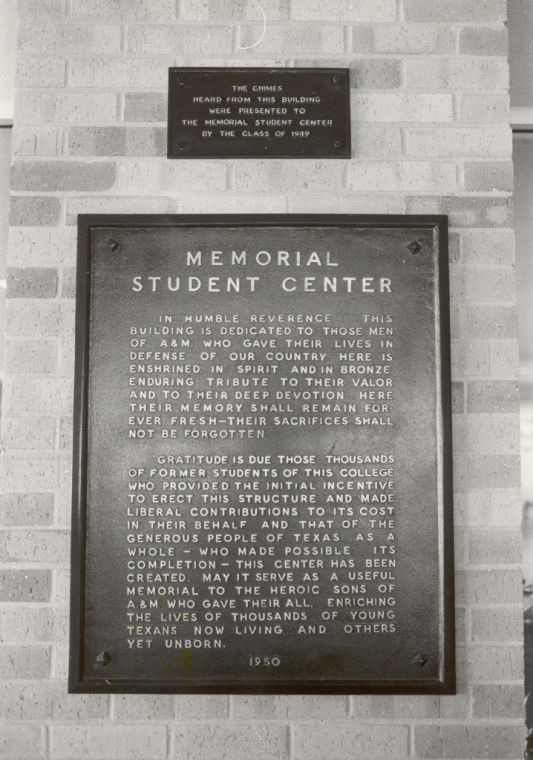 THE CHIMES
HEARD FROM THIS BUILDING
WERE PRESENTED TO
THE MEMORIAL STUDENT CENTER
BY THE CLASS OF 1949
MEMORIAL
STUDENT CENTER
IN HUMBLE REVERENCE THIS
BUILDING IS DEDICATED TO THOSE MEN
OF A.&M. WHO GAVE THEIR LIVES IN
DEFENSE OF OUR COUNTRY HERE IS
ENSHRINED, IN SPIRIT AND IN BRONZE,
ENDURING TRIBUTE TO THEIR VALOR
AND TO THEIR DEEP DEVOTION. HERE
THEIR MEMORY SHALL REMAIN FOR-
EVER FRESH—THEIR SACRIFICES SHALL
NOT BE FORGOTTEN
GRATITUDE IS DUE THOSE THOUSANDS
OF FORMER STUDENTS OF THIS COLLEGE
WHO PROVIDED THE INITIAL INCENTIVE
TO ERECT THIS STRUCTURE AND MADE
LIBERAL CONTRIBUTIONS TO ITS COST
IN THEIR BEHALF AND THAT OF THE
GENEROUS PEOPLE OF TEXAS AS A
WHOLE — WHO MADE POSSIBLE ITS
COMPLETION — THIS CENTER HAS BEEN
CREATED. MAY IT SERVE AS A USEFUL
MEMORIAL TO THE HEROIC SONS OF
A.&M. WHO GAVE THEIR ALL, ENRICHING
THE LIVES OF THOUSANDS OF YOUNG
TEXANS NOW LIVING AND OTHERS
YET UNBORN.
1950